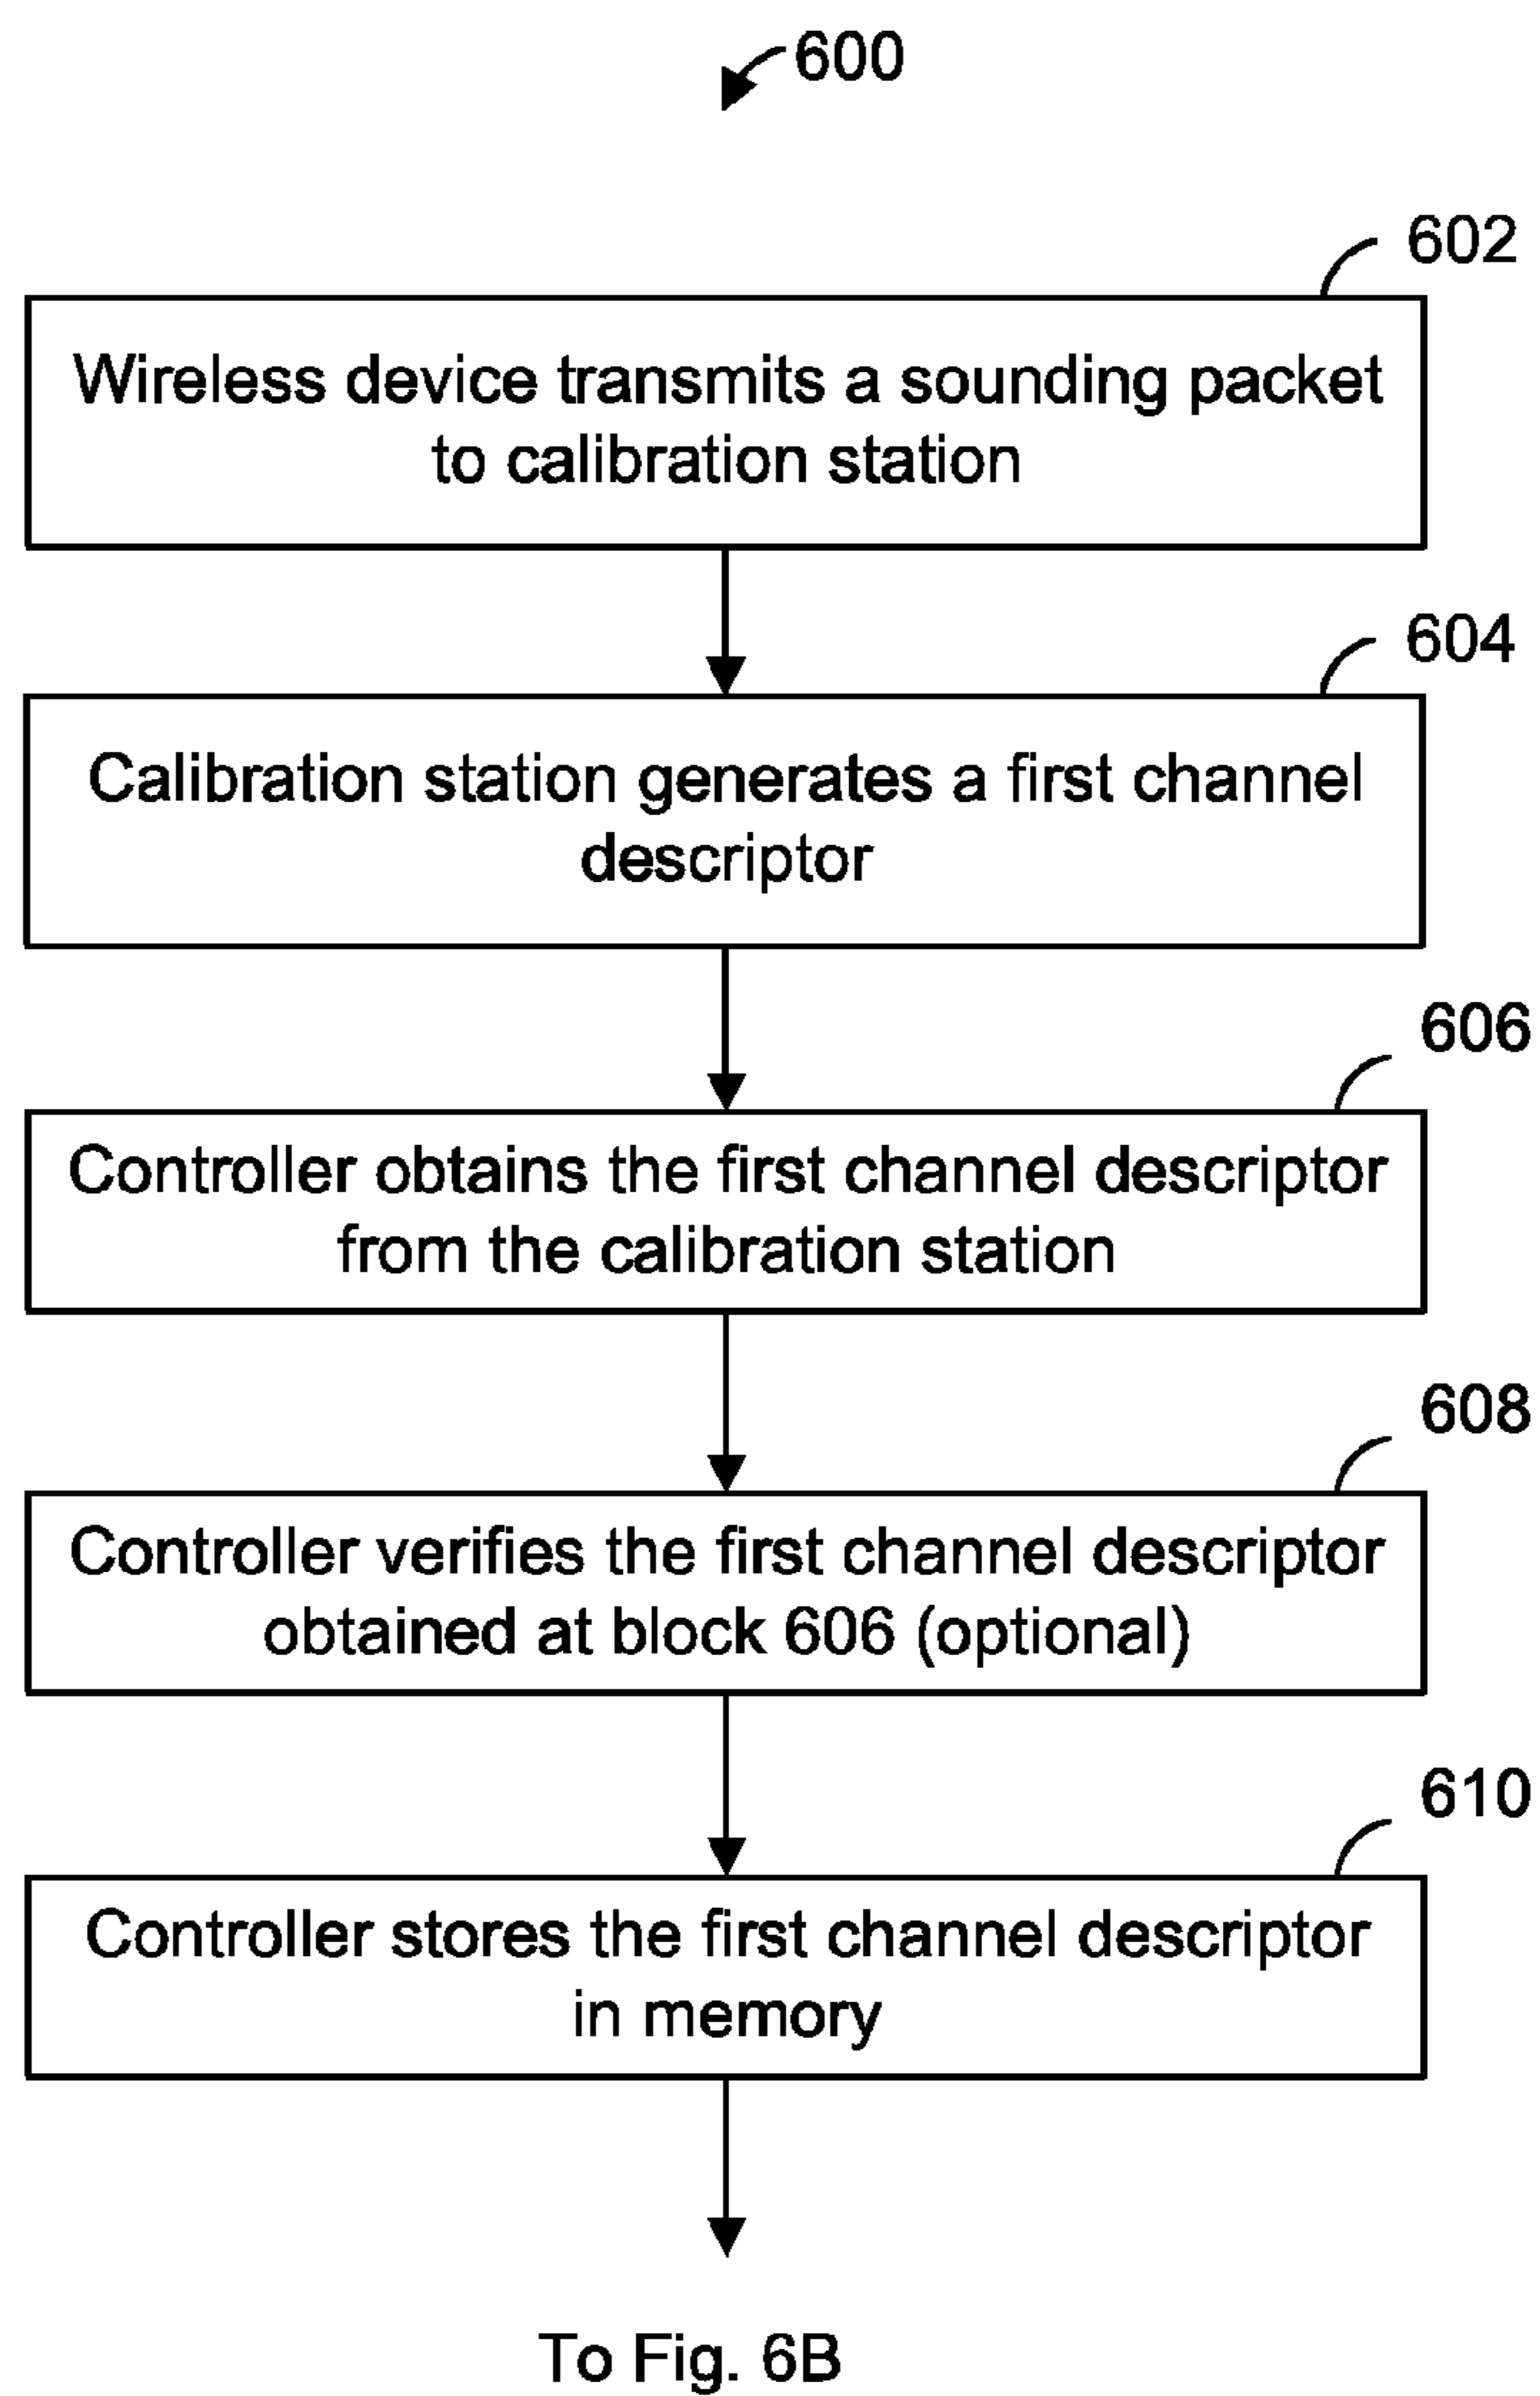 600
602
Wireless device transmits a sounding packet
to calibration station
604
Calibration station generates a first channel
descriptor
606
Controller obtains the first channel descriptor
from the calibration station
608
Controller verifies the first channel descriptor
obtained at block 606 (optional)
610
Controller stores the first channel descriptor
in memory
To Fig. 6B